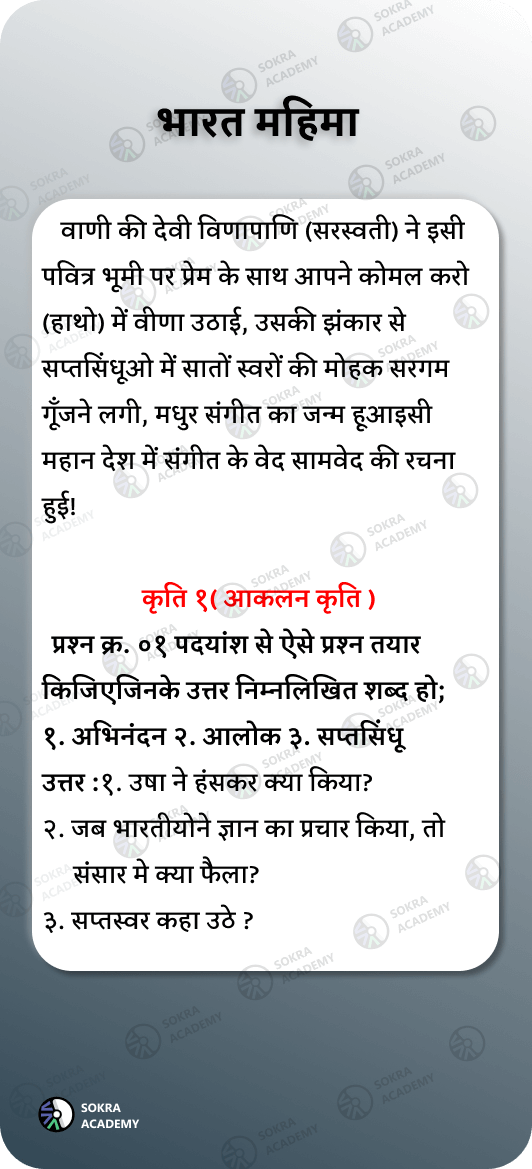 भारत महिमा
वाणी की देवी विणापाणि (सरस्वती) ने इसी
पवित्र भूमी पर प्रेम के साथ आपने कोमल करो
(हाथो) में वीणा उठाई, उसकी झंकार से
सप्तसिंधूओ में सातों स्वरों की मोहक सरगम
गूँजने लगी, मधुर संगीत का जन्म हूआइसी
महान देश में संगीत के वेद सामवेद की रचना
हुई!
कृति १( आकलन कृति )
प्रश्न क्र. ०१ पदयांश से ऐसे प्रश्न तयार
किजिएजिनके उत्तर निम्नलिखित शब्द हो;
१. अभिनंदन २. आलोक ३. सप्तसिंधू
उत्तर :१. उषा ने हंसकर क्या किया?
२. जब भारतीयोने ज्ञान का प्रचार किया, तो
संसार मे क्या फैला?
३. सप्तस्वर कहा उठे ?
SOKRA
ACADEMY